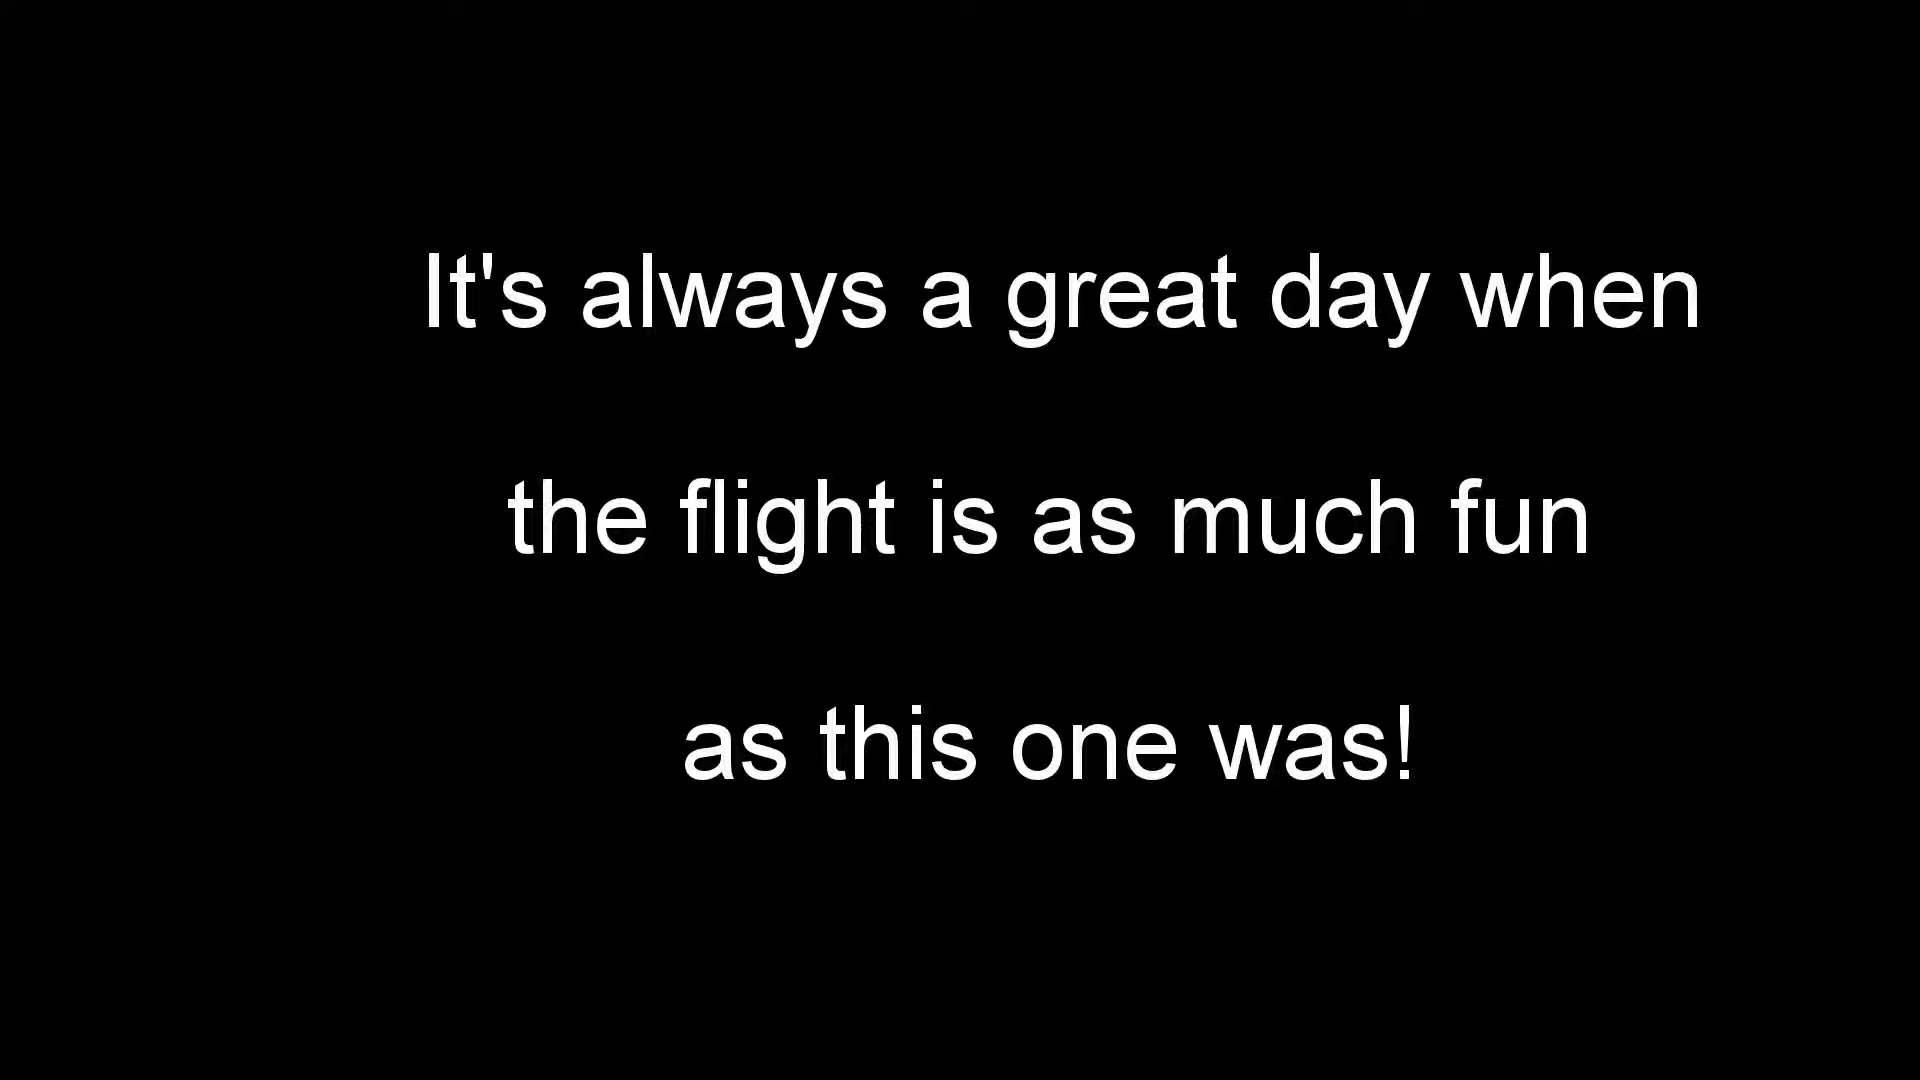 It's always a great day when
the flight is as much fun
as this one was!